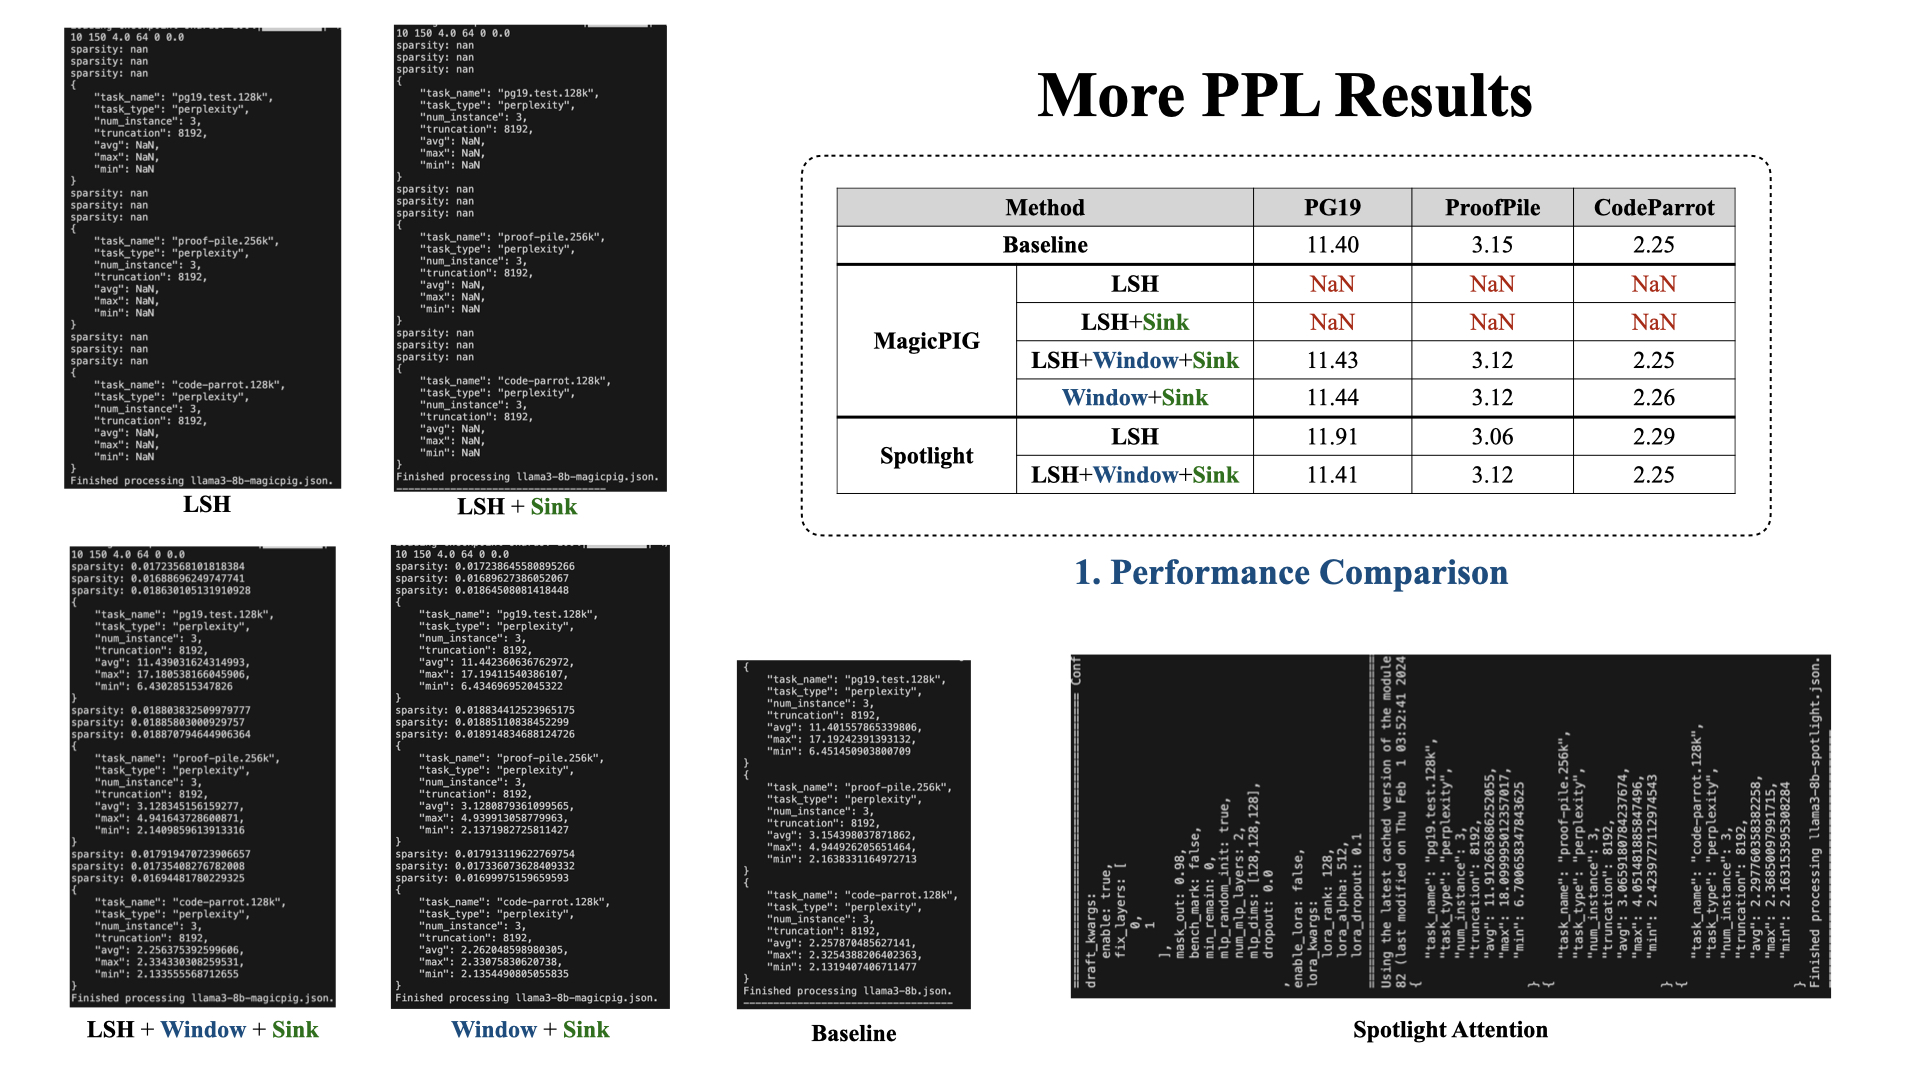 10 150 4.0 64 0 0.0
sparsity: nan
sparsity: nan
sparsity: nan
{
"task_name": "pg19.test.128k",
"task_type": "perplexity",
"num_instance": 3,
"truncation": 8192,
"avg": NaN,
"max": NaN,
"min": NaN
}
sparsity: nan
sparsity: nan
sparsity: nan
{
"task_name": "proof-pile.256k",
"task_type": "perplexity",
"num_instance": 3,
"truncation": 8192,
"avg": NaN,
"max": NaN,
"min": NaN
}
sparsity: nan
sparsity: nan
sparsity: nan
{
"task_name": "code-parrot.128k",
"task_type": "perplexity",
"num_instance": 3,
"truncation": 8192,
"avg": NaN,
"max": NaN,
"min": NaN
}
Finished processing llama3-8b-magicpig.json.
LSH
10 150 4.0 64 0 0.0
sparsity: nan
sparsity: nan
sparsity: nan
{
"task_name": "pg19.test.128k",
"task_type": "perplexity",
"num_instance": 3,
"truncation": 8192,
"avg": NaN,
"max": NaN,
"min": NaN
}
sparsity: nan
sparsity: nan
sparsity: nan
{
"task_name": "proof-pile.256k",
"task_type": "perplexity",
"num_instance": 3,
"truncation": 8192,
"avg": NaN,
"max": NaN,
"min": NaN
}
sparsity: nan
sparsity: nan
sparsity: nan
{
"task_name": "code-parrot.128k",
"task_type": "perplexity",
"num_instance": 3,
"truncation": 8192,
"avg": NaN,
"max": NaN,
"min": NaN
}
Finished processing llama3-8b-magicpig.json.
LSH + Sink
More PPL Results
Method PG19 ProofPile CodeParrot
Baseline 11.40 3.15 2.25
MagicPIG
LSH NaN NaN NaN
LSH+Sink NaN NaN NaN
LSH+Window+Sink 11.43 3.12 2.25
Window+Sink 11.44 3.12 2.26
Spotlight
LSH 11.91 3.06 2.29
LSH+Window+Sink 11.41 3.12 2.25
1. Performance Comparison
10 150 4.0 64 0 0.0
sparsity: 0.01723568101818384
sparsity: 0.01688696249747741
sparsity: 0.018630105131910928
{
"task_name": "pg19.test.128k",
"task_type": "perplexity",
"num_instance": 3,
"truncation": 8192,
"avg": 11.439031624314993,
"max": 17.180538166045906,
"min": 6.43028515347826
}
sparsity: 0.018803832509979777
sparsity: 0.01885803000929757
sparsity: 0.018870794644906364
{
"task_name": "proof-pile.256k",
"task_type": "perplexity",
"num_instance": 3,
"truncation": 8192,
"avg": 3.128345156159277,
"max": 4.941643728600871,
"min": 2.1409859613913316
}
sparsity: 0.017919470723906657
sparsity: 0.01735408276782008
sparsity: 0.01694481780229325
{
"task_name": "code-parrot.128k",
"task_type": "perplexity",
"num_instance": 3,
"truncation": 8192,
"avg": 2.256375392599606,
"max": 2.334330308259531,
"min": 2.133555568712655
}
Finished processing llama3-8b-magicpig.json.
LSH + Window + Sink
10 150 4.0 64 0 0.0
sparsity: 0.017238645580895266
sparsity: 0.01689627386052067
sparsity: 0.01864508081418448
{
"task_name": "pg19.test.128k",
"task_type": "perplexity",
"num_instance": 3,
"truncation": 8192,
"avg": 11.442360636762972,
"max": 17.19411540386107,
"min": 6.434696952045322
}
sparsity: 0.018834412523965175
sparsity: 0.01885110838452299
sparsity: 0.018914834688124726
{
"task_name": "proof-pile.256k",
"task_type": "perplexity",
"num_instance": 3,
"truncation": 8192,
"avg": 3.1280879361099565,
"max": 4.939913058779963,
"min": 2.1371982725811427
}
sparsity: 0.017913119622769754
sparsity: 0.017336073628409332
sparsity: 0.01699975159659593
{
"task_name": "code-parrot.128k",
"task_type": "perplexity",
"num_instance": 3,
"truncation": 8192,
"avg": 2.262048598980305,
"max": 2.33075830620738,
"min": 2.1354490805055835
}
Finished processing llama3-8b-magicpig.json.
Window + Sink
{
"task_name": "pg19.test.128k",
"task_type": "perplexity",
"num_instance": 3,
"truncation": 8192,
"avg": 11.401557865339806,
"max": 17.19242391393132,
"min": 6.451450903800709
}
{
"task_name": "proof-pile.256k",
"task_type": "perplexity",
"num_instance": 3,
"truncation": 8192,
"avg": 3.154398037871862,
"max": 4.944926205651464,
"min": 2.1638331164972713
}
{
"task_name": "code-parrot.128k",
"task_type": "perplexity",
"num_instance": 3,
"truncation": 8192,
"avg": 2.257870485627141,
"max": 2.3254388206402363,
"min": 2.1319407406711477
}
Finished processing llama3-8b.json.
Baseline
Conf
draft_kwargs:
enable: true,
fix_layers: [
0,
1
],
mask_out: 0.98,
bench_mark: false,
min_remain: 0,
mlp_random_init: true,
num_mlp_layers: 2,
mlp_dims: [128,128,128],
dropout: 0.0
,
enable_lora: false,
lora_kwargs:
lora_rank: 128,
lora_alpha: 512,
lora_dropout: 0.1
Using the latest cached version of the module
82 (last modified on Thu Feb 1 03:52:41 2024
{
"task_name": "pg19.test.128k",
"task_type": "perplexity",
"num_instance": 3,
"truncation": 8192,
"avg": 11.912663686252055,
"max": 18.099995012357017,
"min": 6.700658347843625
}
{
"task_name": "proof-pile.256k",
"task_type": "perplexity",
"num_instance": 3,
"truncation": 8192,
"avg": 3.0659180784237674,
"max": 4.051481885847496,
"min": 2.4239727112974543
}
{
"task_name": "code-parrot.128k",
"task_type": "perplexity",
"num_instance": 3,
"truncation": 8192,
"avg": 2.2977603583822​58,
"max": 2.368500979917​15,
"min": 2.1631535953082​84
}
Finished processing llama3-8b-spotlight.json.
Spotlight Attention